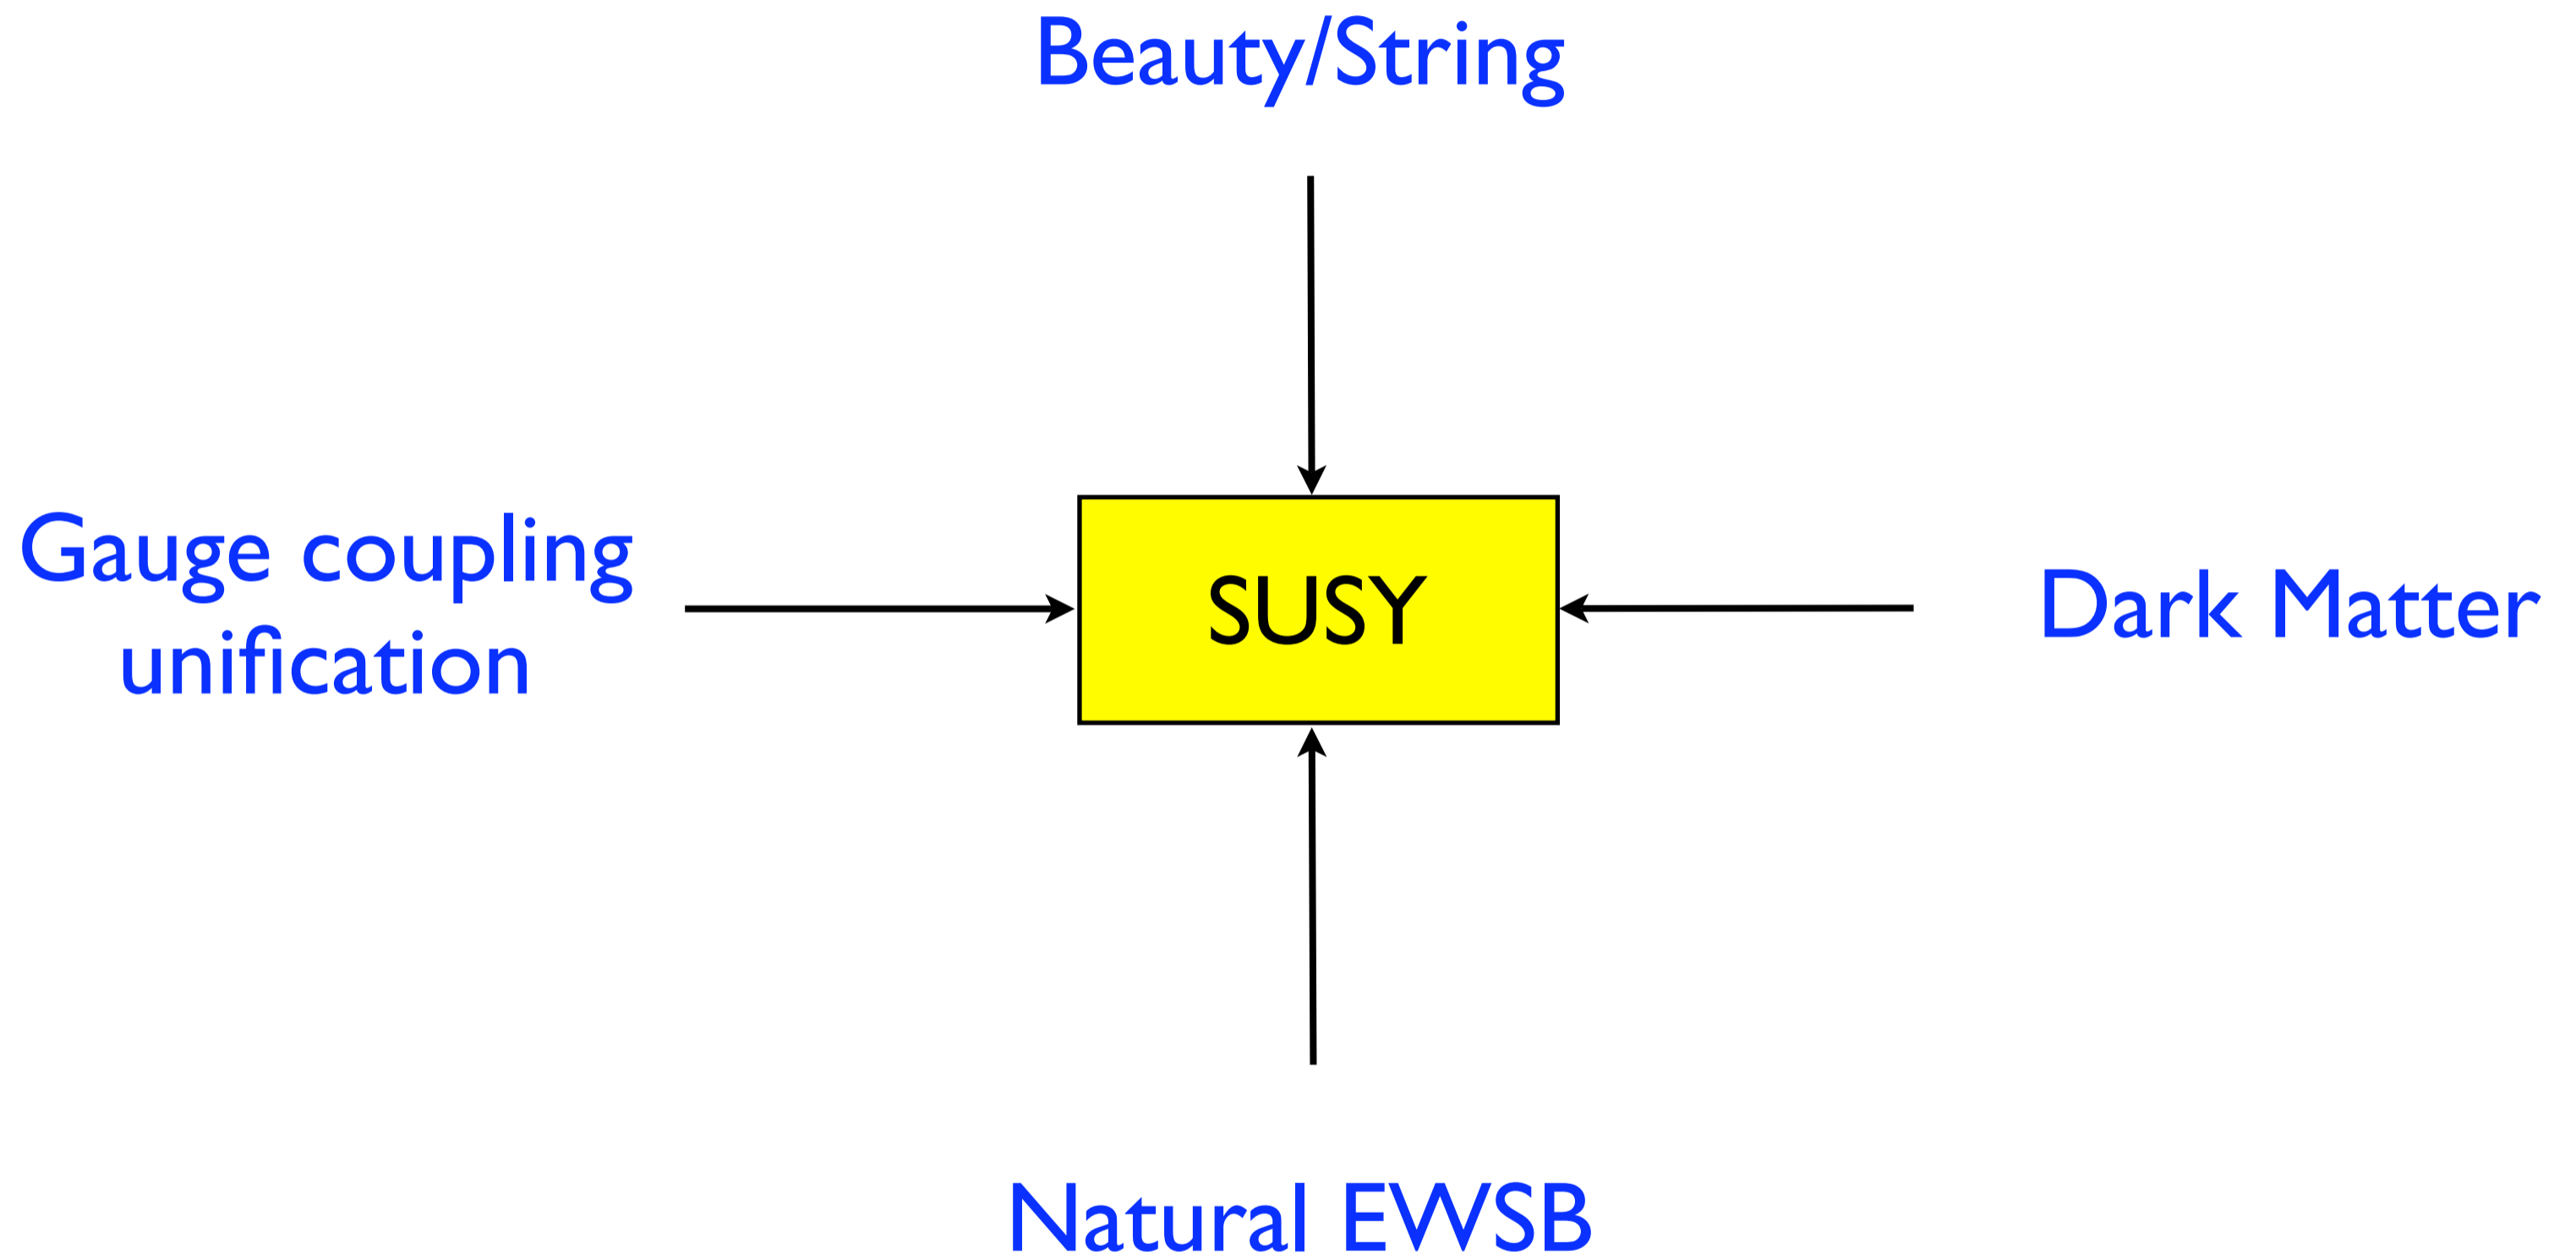 Beauty/String
Gauge coupling
unification
SUSY
Dark Matter
Natural EWSB